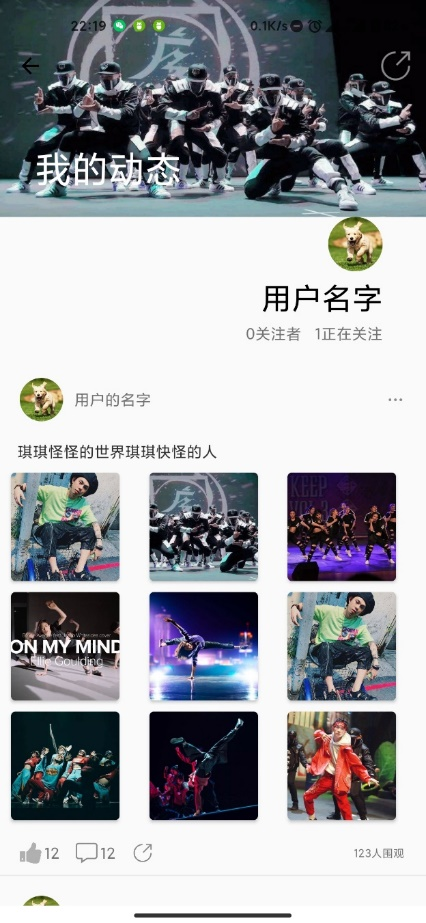 22:19
0.1K/s
我的动态
用户名字
0关注者 1正在关注
用户的名字
琪琪怪怪的世界琪琪快怪的人
KEEP
ON MY MIND
Ellie Goulding
12
12
123人围观